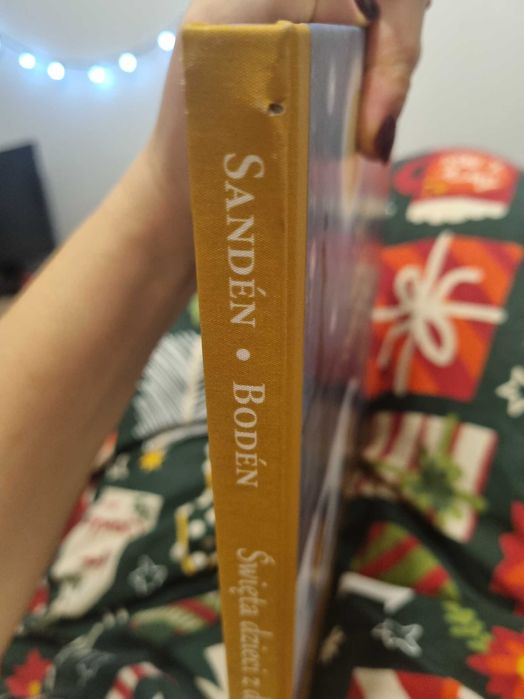 SANDÉN • BODÉN
Święta dzieci z d